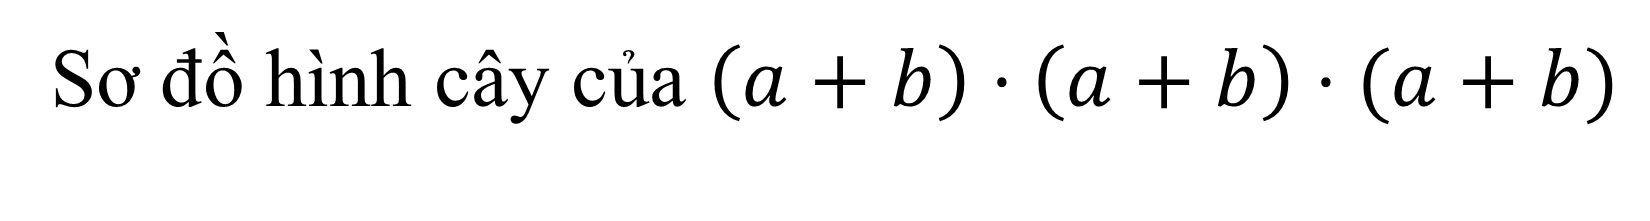 Sơ đồ hình cây của (a + b) · (a + b) · (a + b)